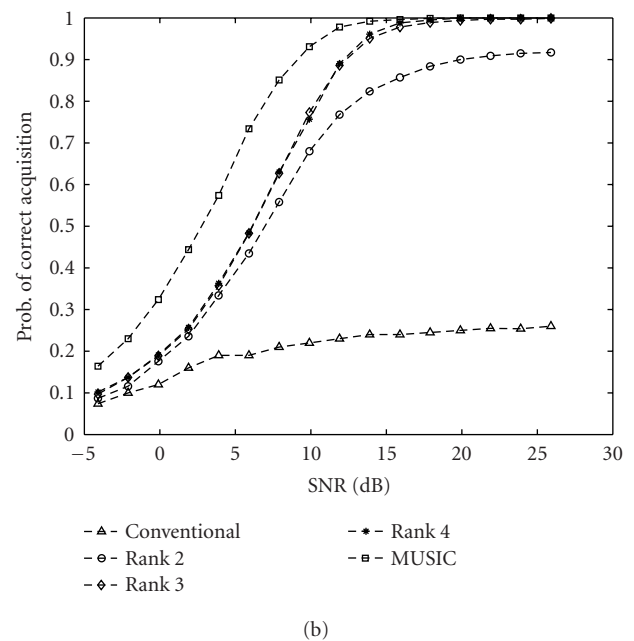 1
0.9
0.8
0.7
0.6
0.5
0.4
0.3
0.2
0.1
0
Prob. of correct acquisition
−5 0 5 10 15 20 25 30
SNR (dB)
Conventional
Rank 2
Rank 3
Rank 4
MUSIC
(b)